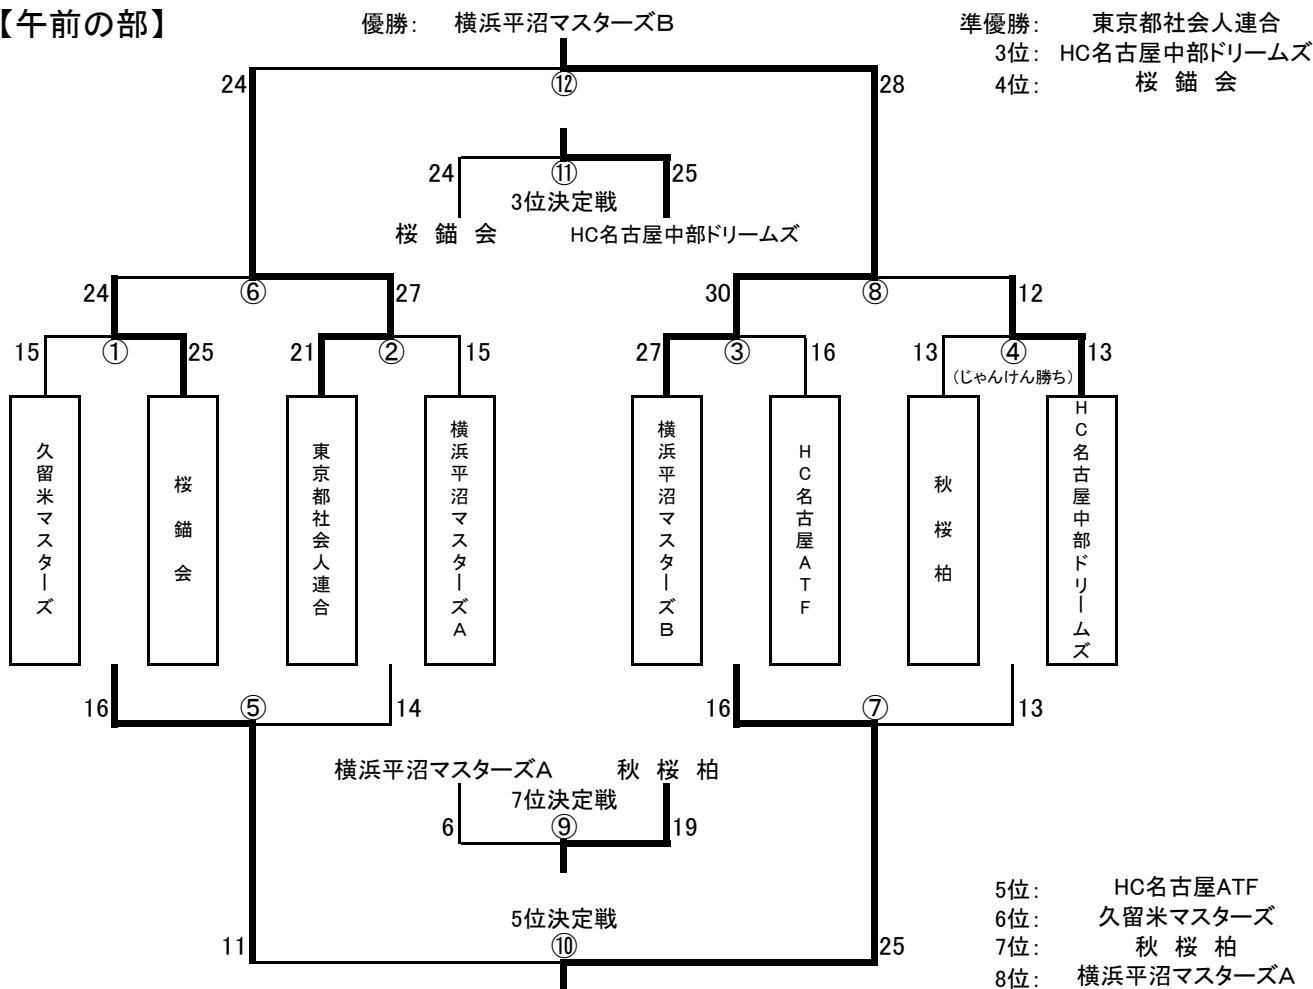 【午前の部】
優勝： 横浜平沼マスターズB
準優勝： 東京都社会人連合
3位： HC名古屋中部ドリームズ
4位： 桜 錨 会
24 ⑫ 28
24 ⑪ 25
3位決定戦
桜 錨 会 HC名古屋中部ドリームズ
24 ⑥ 27 30 ⑧ 12
15 ① 25 21 ② 15 27 ③ 16 13 ④ 13
(じゃんけん勝ち)
久留米マスターズ
桜 錨 会
東京都社会人連合
横浜平沼マスターズA
横浜平沼マスターズB
HC名古屋ATF
秋 桜 柏
HC名古屋中部ドリームズ
16 ⑤ 14 16 ⑦ 13
横浜平沼マスターズA 秋 桜 柏
7位決定戦
6 ⑨ 19
5位決定戦
11 ⑩ 25
5位： HC名古屋ATF
6位： 久留米マスターズ
7位： 秋 桜 柏
8位： 横浜平沼マスターズA